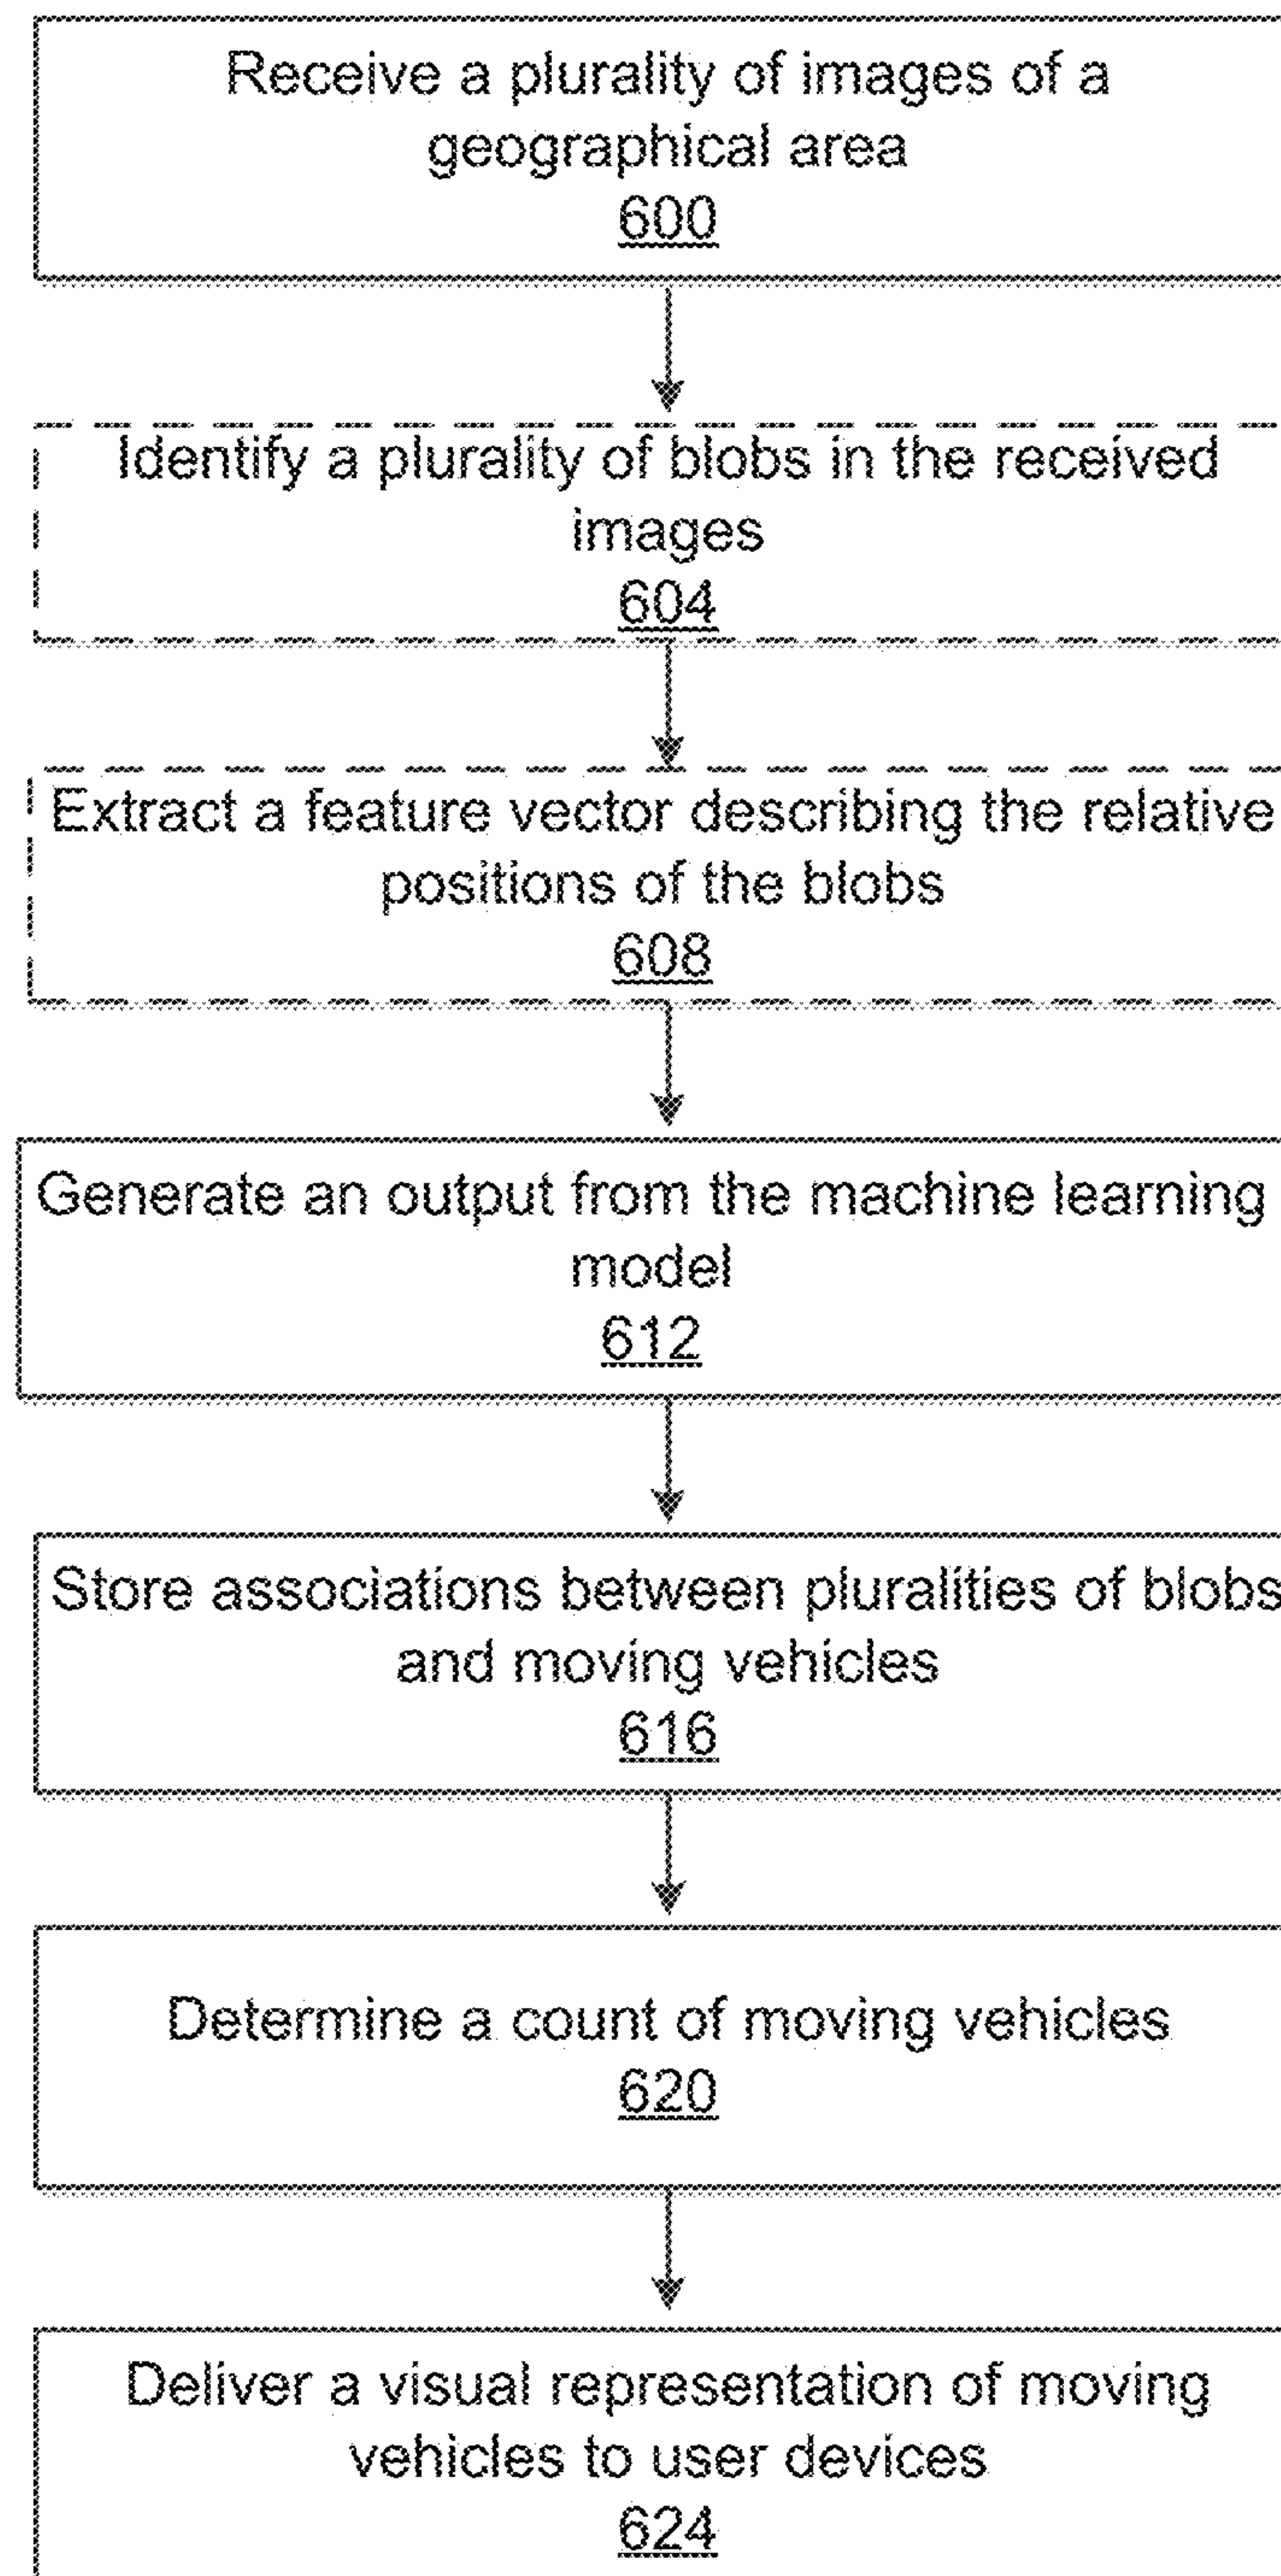 Receive a plurality of images of a
geographical area
600
Identify a plurality of blobs in the received
images
604
Extract a feature vector describing the relative
positions of the blobs
608
Generate an output from the machine learning
model
612
Store associations between pluralities of blobs
and moving vehicles
616
Determine a count of moving vehicles
620
Deliver a visual representation of moving
vehicles to user devices
624